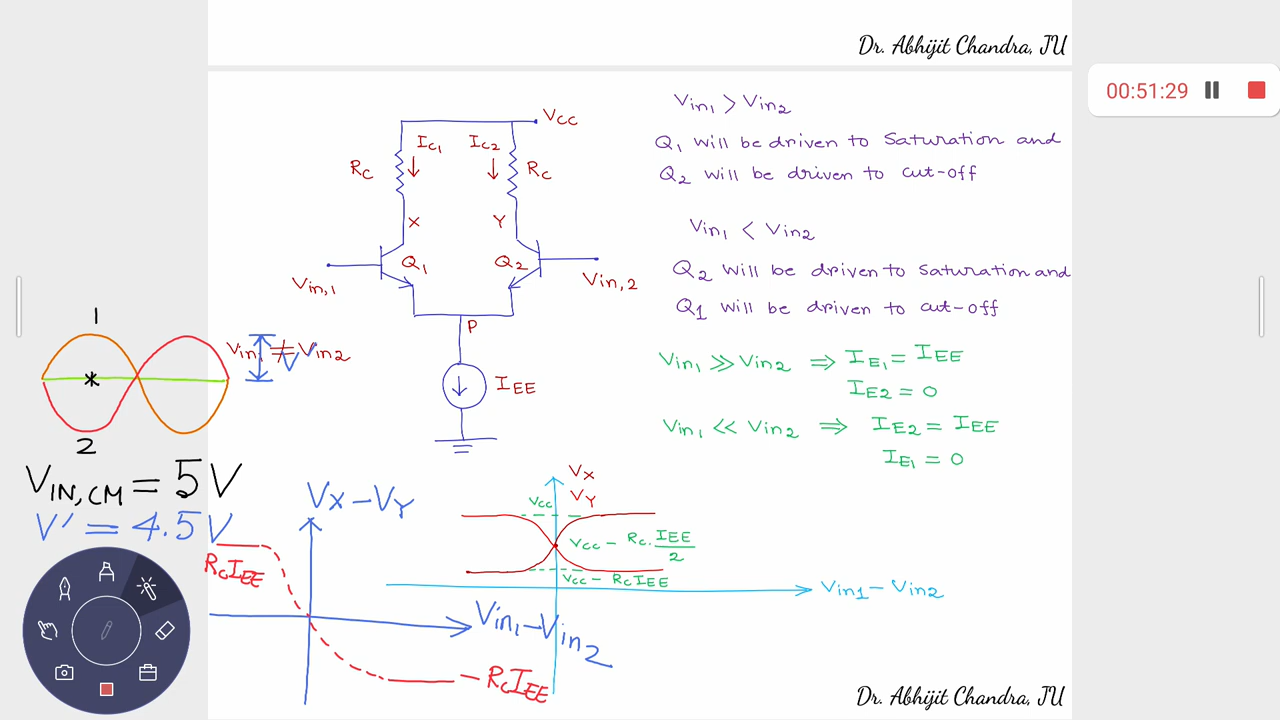 Dr. Abhijit Chandra, JU
00:51:29
Vcc
Ic1
Ic2
Rc
Rc
X
Y
Q1
Q2
Vin,1
Vin,2
P
IEE
Vin1 > Vin2
Q1 will be driven to saturation and
Q2 will be driven to cut-off
Vin1 < Vin2
Q2 will be driven to saturation and
Q1 will be driven to cut-off
Vin1 ≫ Vin2 ⇒ IE1 = IEE
IE2 = 0
Vin1 ≪ Vin2 ⇒ IE2 = IEE
IE1 = 0
1
Vin1 ≠ Vin2
V
2
VIN,CM = 5V
V' = 4.5V
Vx - VY
RcIEE
Vin1 - Vin2
- RcIEE
Vx
VY
Vcc
Vcc - Rc. IEE/2
Vcc - RcIEE
Vin1 - Vin2
Dr. Abhijit Chandra, JU